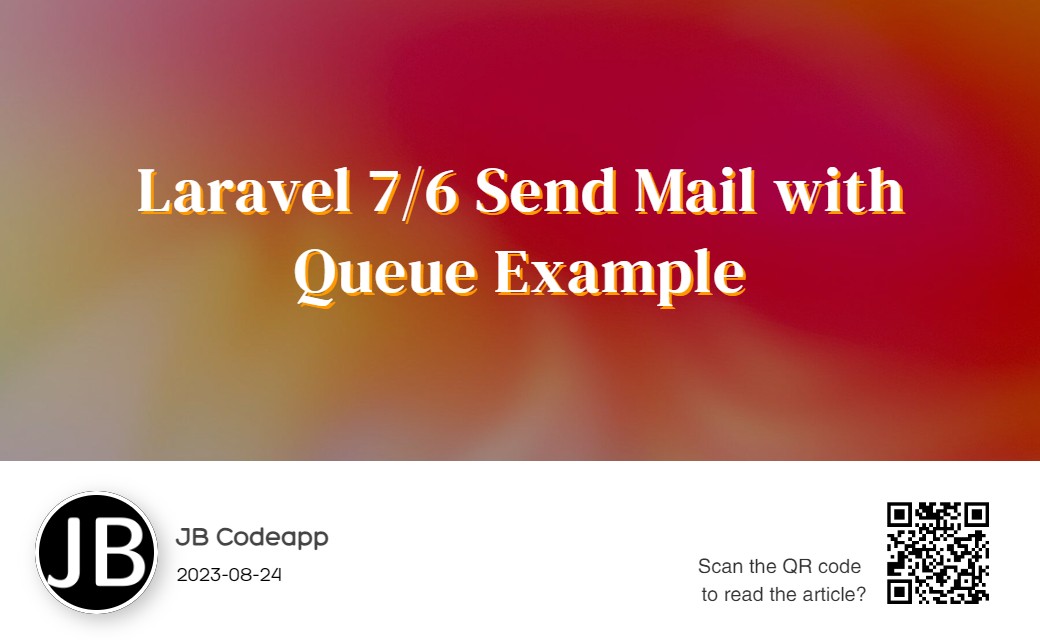 Laravel 7/6 Send Mail with
Queue Example
JB
JB Codeapp
2023-08-24
Scan the QR code
to read the article?